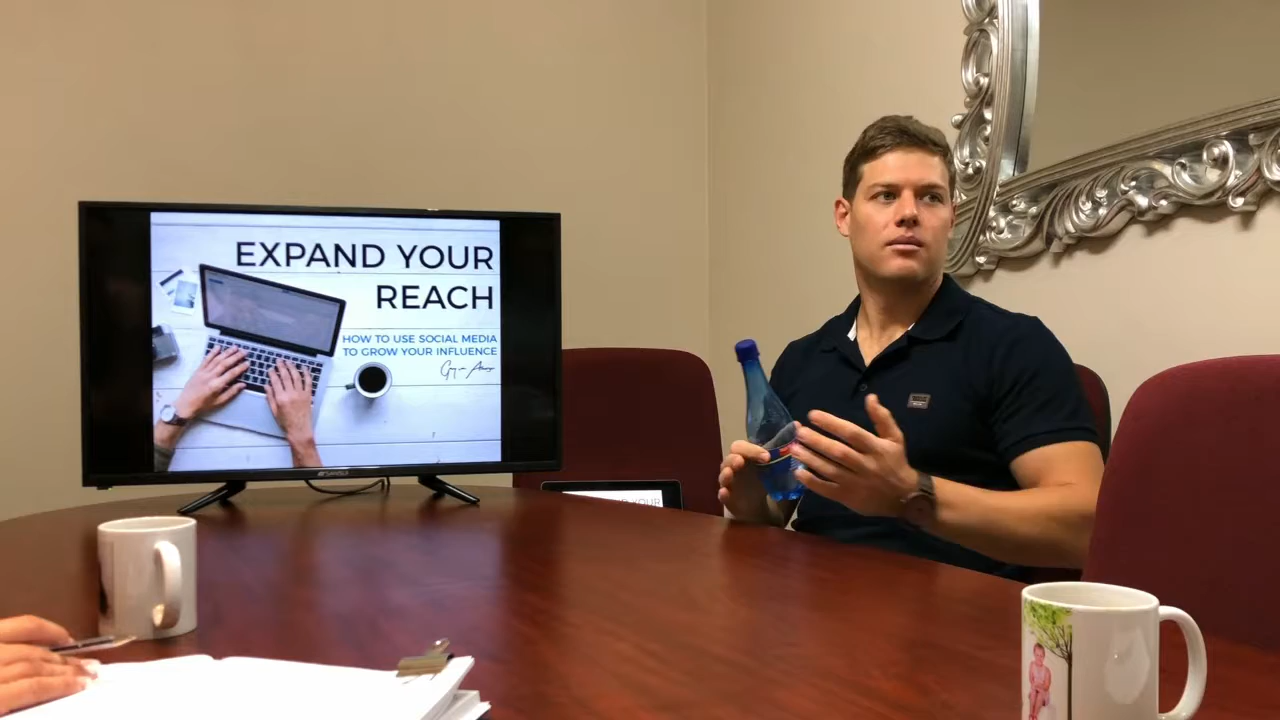 EXPAND YOUR
REACH
HOW TO USE SOCIAL MEDIA
TO GROW YOUR INFLUENCE